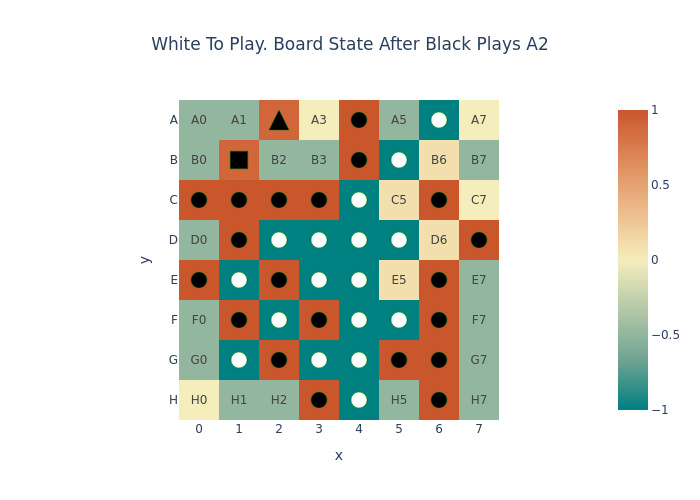 White To Play. Board State After Black Plays A2
A A0 A1 A3 A5 A7
B B0 B2 B3 B6 B7
C C5 C7
D D0 D6
E E5 E7
F F0 F7
G G0 G7
H H0 H1 H2 H5 H7
0 1 2 3 4 5 6 7
x
y
1
0.5
0
−0.5
−1